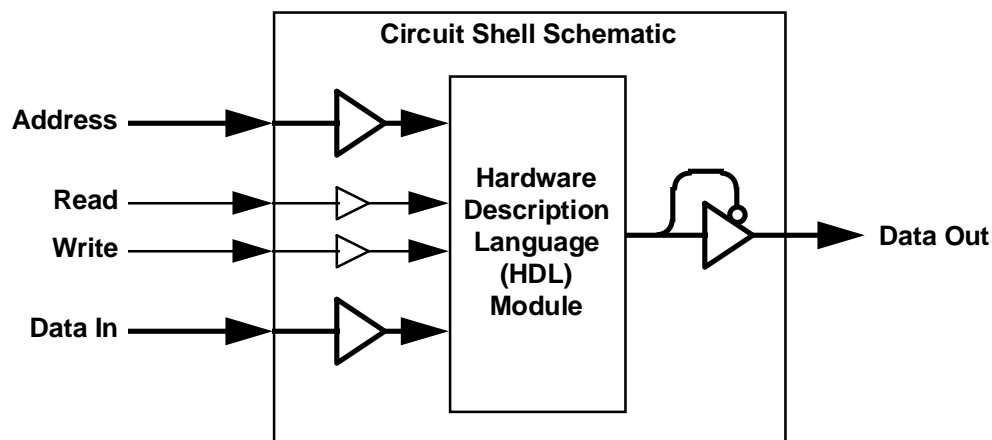 Circuit Shell Schematic
Address
Read
Write
Data In
Hardware
Description
Language
(HDL)
Module
Data Out